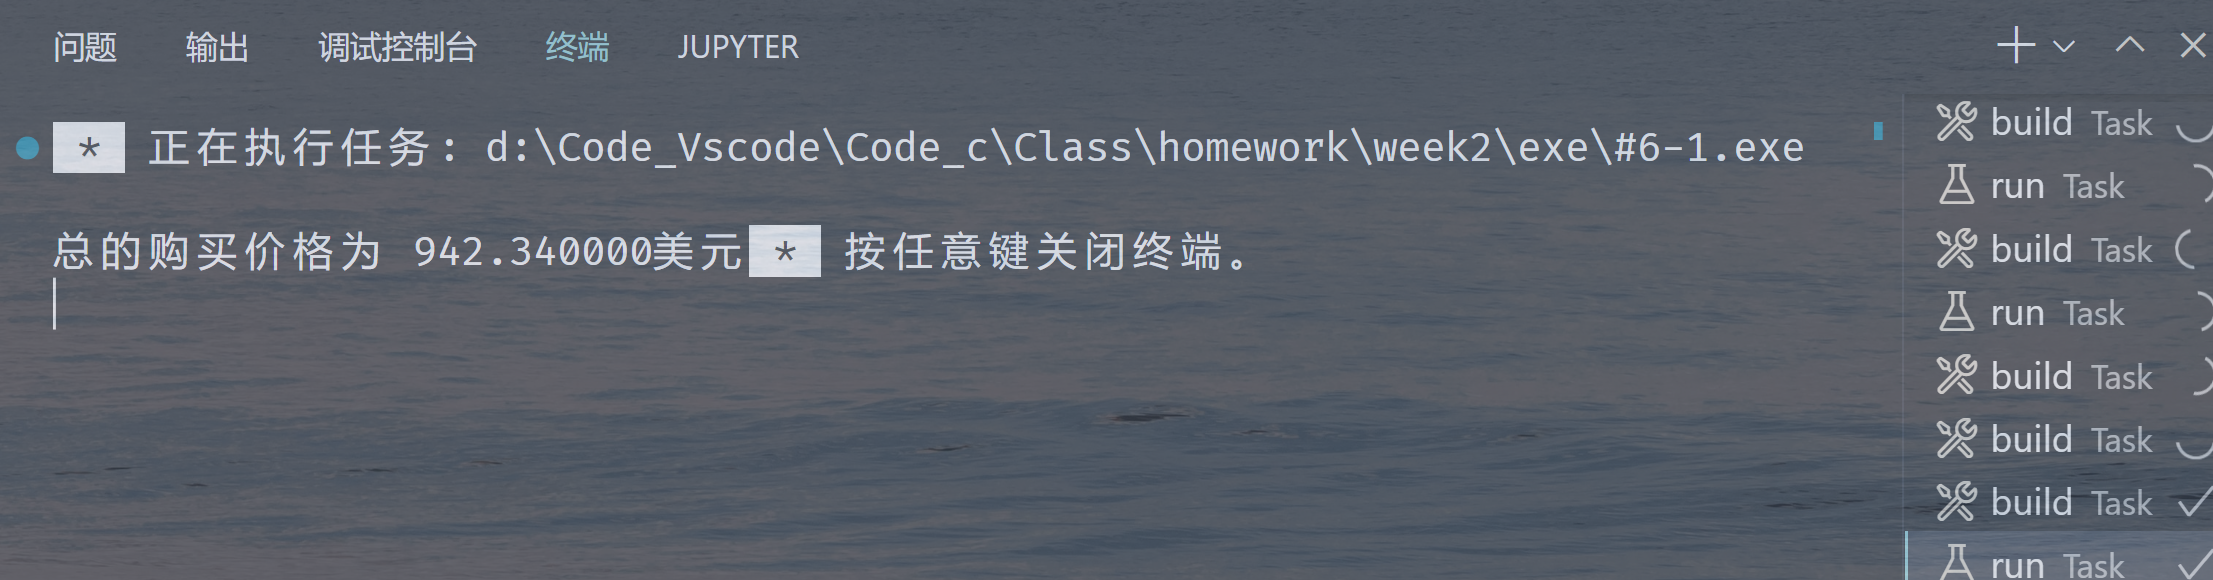 问题 输出 调试控制台 终端 JUPYTER
* 正在执行任务: d:\Code_Vscode\Code_c\Class\homework\week2\exe\#6-1.exe
总的购买价格为 942.340000美元 * 按任意键关闭终端。
build Task
run Task
build Task
run Task
build Task
build Task
build Task
run Task